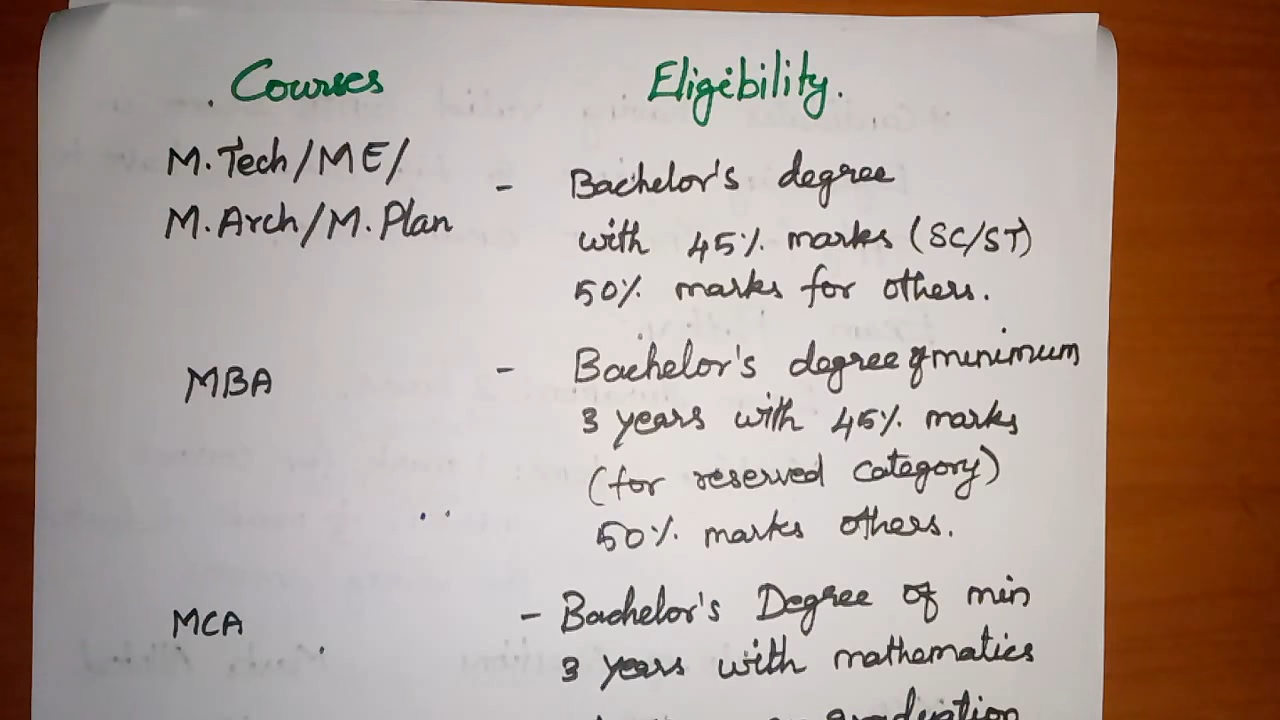 Courses Eligibility.
M.Tech/ME/
M.Arch/M.Plan - Bachelor's degree
with 45% marks (SC/ST)
50% marks for others.
MBA - Bachelor's degree of minimum
3 years with 45% marks
(for reserved category)
50% marks others.
MCA - Bachelor's Degree of min
3 years with mathematics
graduation